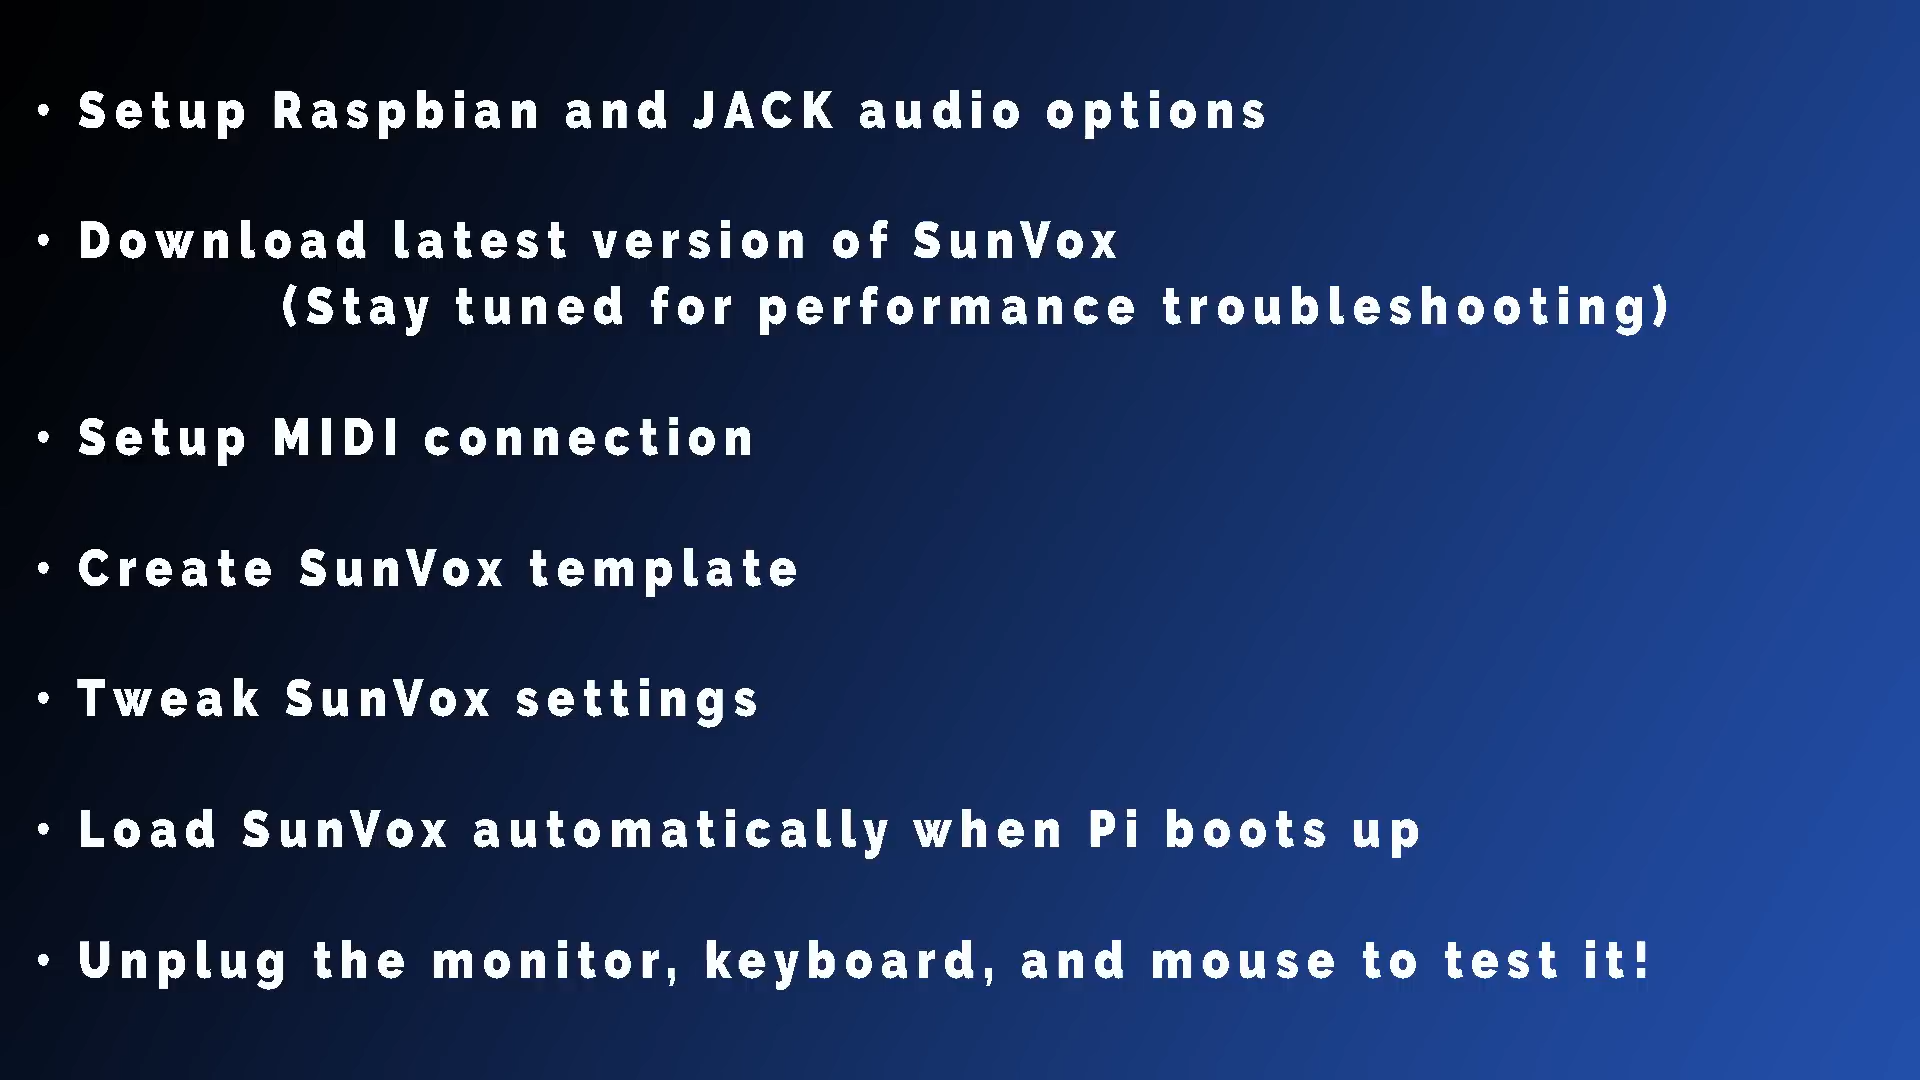 • Setup Raspbian and JACK audio options
• Download latest version of SunVox
(Stay tuned for performance troubleshooting)
• Setup MIDI connection
• Create SunVox template
• Tweak SunVox settings
• Load SunVox automatically when Pi boots up
• Unplug the monitor, keyboard, and mouse to test it!